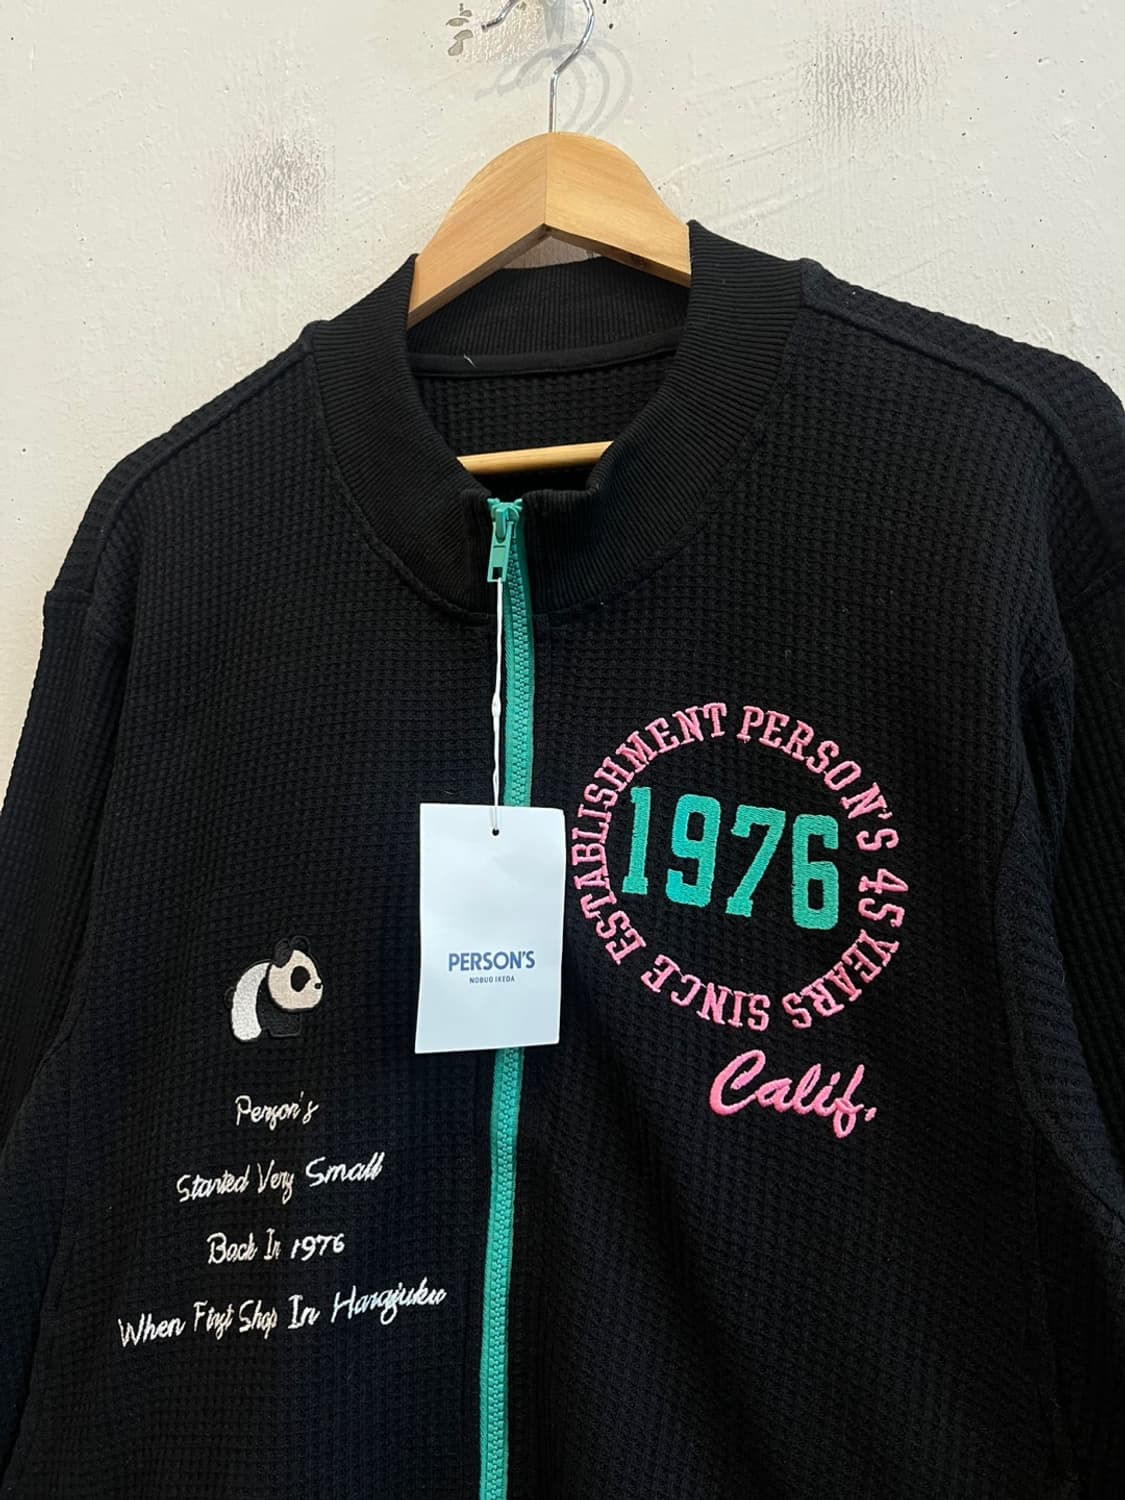 ESTABLISHMENT PERSON'S 45 YEARS SINCE
1976
Calif.
PERSON'S
NOBUO IKEDA
Person's
Started Very Small
Back In 1976
When First Shop In Harajuku